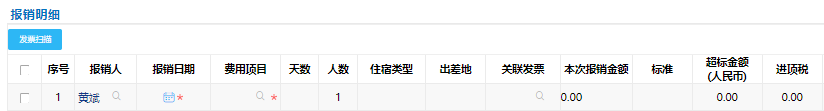 报销明细
发票扫描
序号 报销人 报销日期 费用项目 天数 人数 住宿类型 出差地 关联发票 本次报销金额 标准 超标金额 进项税
(人民币)
1 黄斌 * * 1 0.00 0.00 0.00